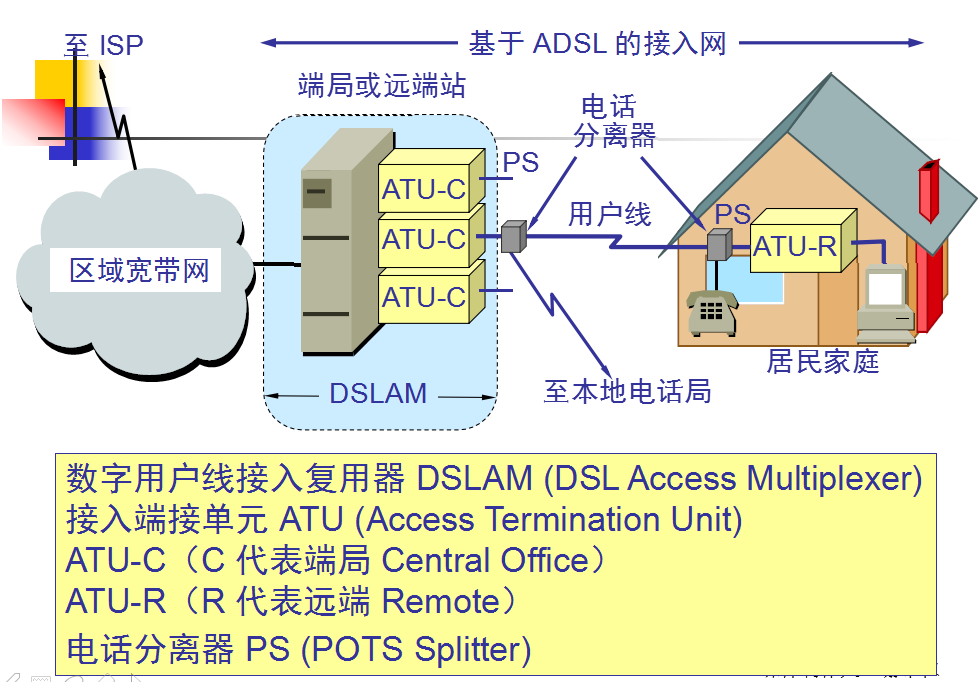 至 ISP
基于 ADSL 的接入网
端局或远端站
电话
分离器
PS
ATU-C
用户线
PS
ATU-C
ATU-R
区域宽带网
ATU-C
居民家庭
DSLAM
至本地电话局
数字用户线接入复用器 DSLAM (DSL Access Multiplexer)
接入端接单元 ATU (Access Termination Unit)
ATU-C（C 代表端局 Central Office）
ATU-R（R 代表远端 Remote）
电话分离器 PS (POTS Splitter)